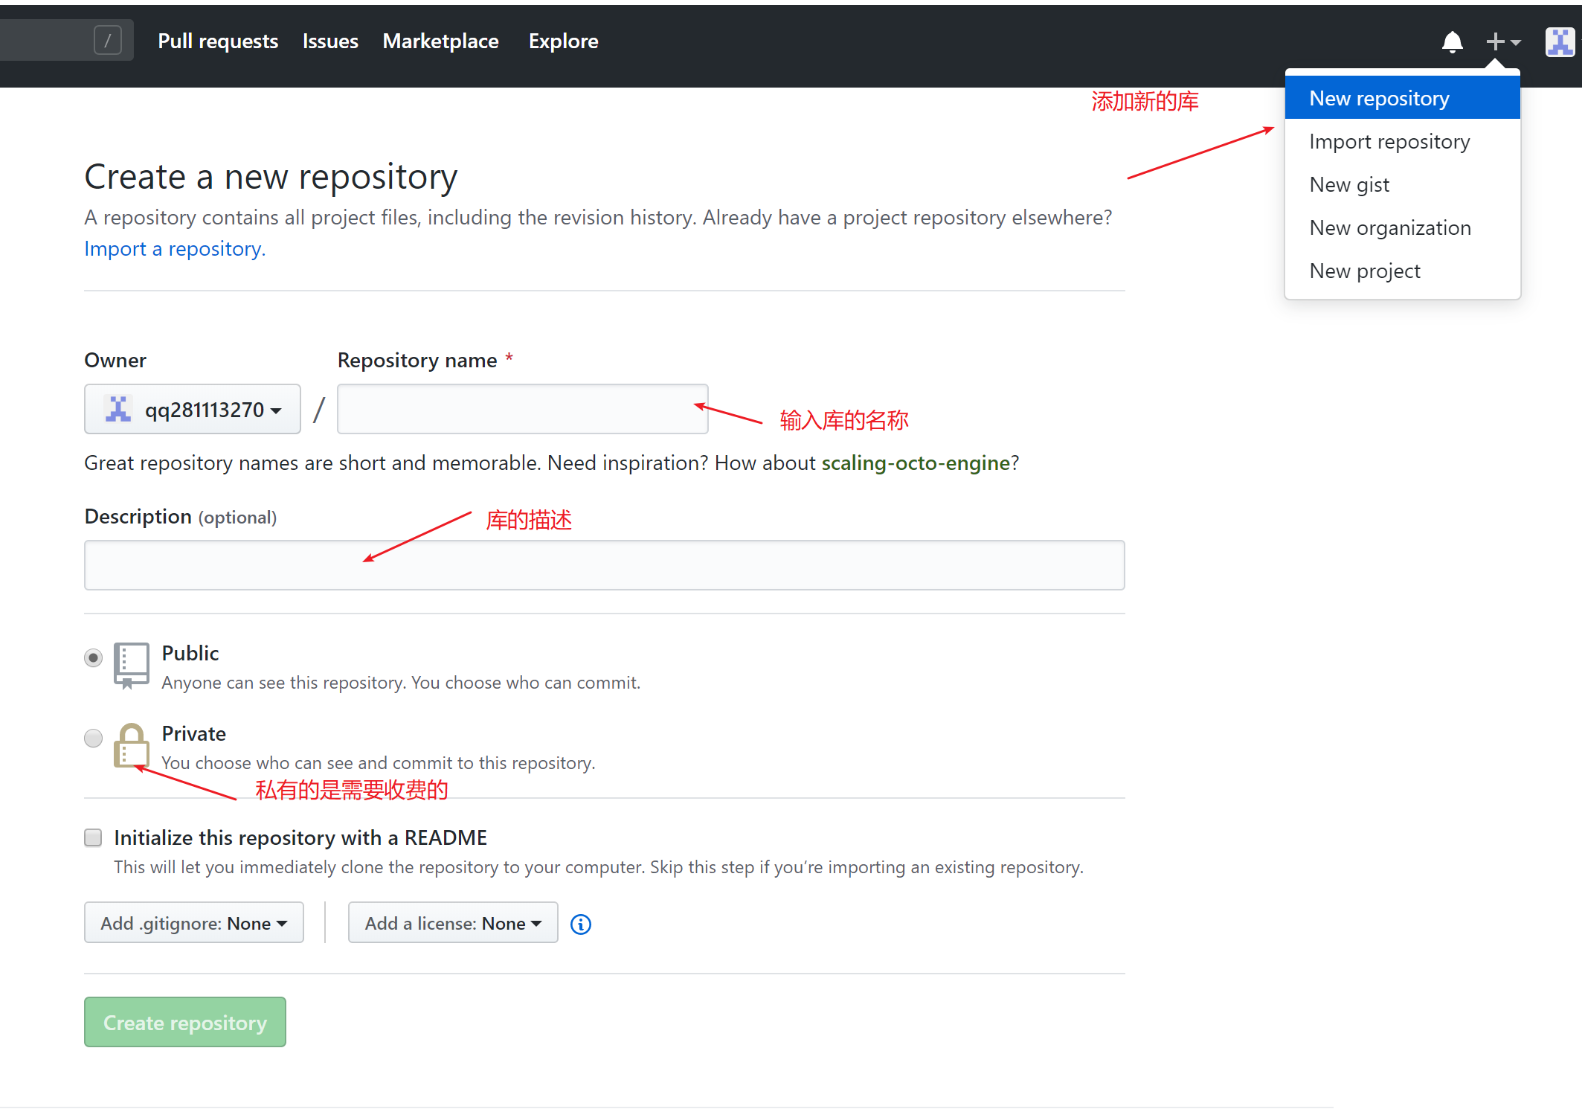 /
Pull requests Issues Marketplace Explore
添加新的库
New repository
Import repository
New gist
New organization
New project
Create a new repository
A repository contains all project files, including the revision history. Already have a project repository elsewhere?
Import a repository.
Owner Repository name *
qq281113270 /
输入库的名称
Great repository names are short and memorable. Need inspiration? How about scaling-octo-engine?
Description (optional)
库的描述
Public
Anyone can see this repository. You choose who can commit.
Private
You choose who can see and commit to this repository.
私有的是需要收费的
Initialize this repository with a README
This will let you immediately clone the repository to your computer. Skip this step if you’re importing an existing repository.
Add .gitignore: None Add a license: None
Create repository